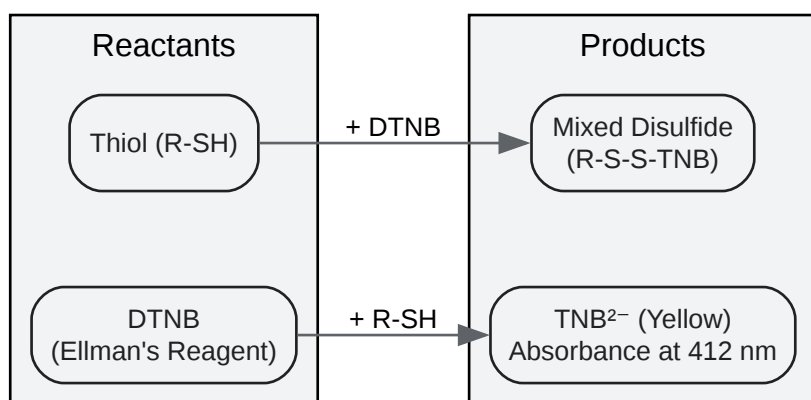 Reactants
Products
Thiol (R-SH)
+ DTNB
Mixed Disulfide
(R-S-S-TNB)
DTNB
(Ellman's Reagent)
+ R-SH
TNB²⁻ (Yellow)
Absorbance at 412 nm